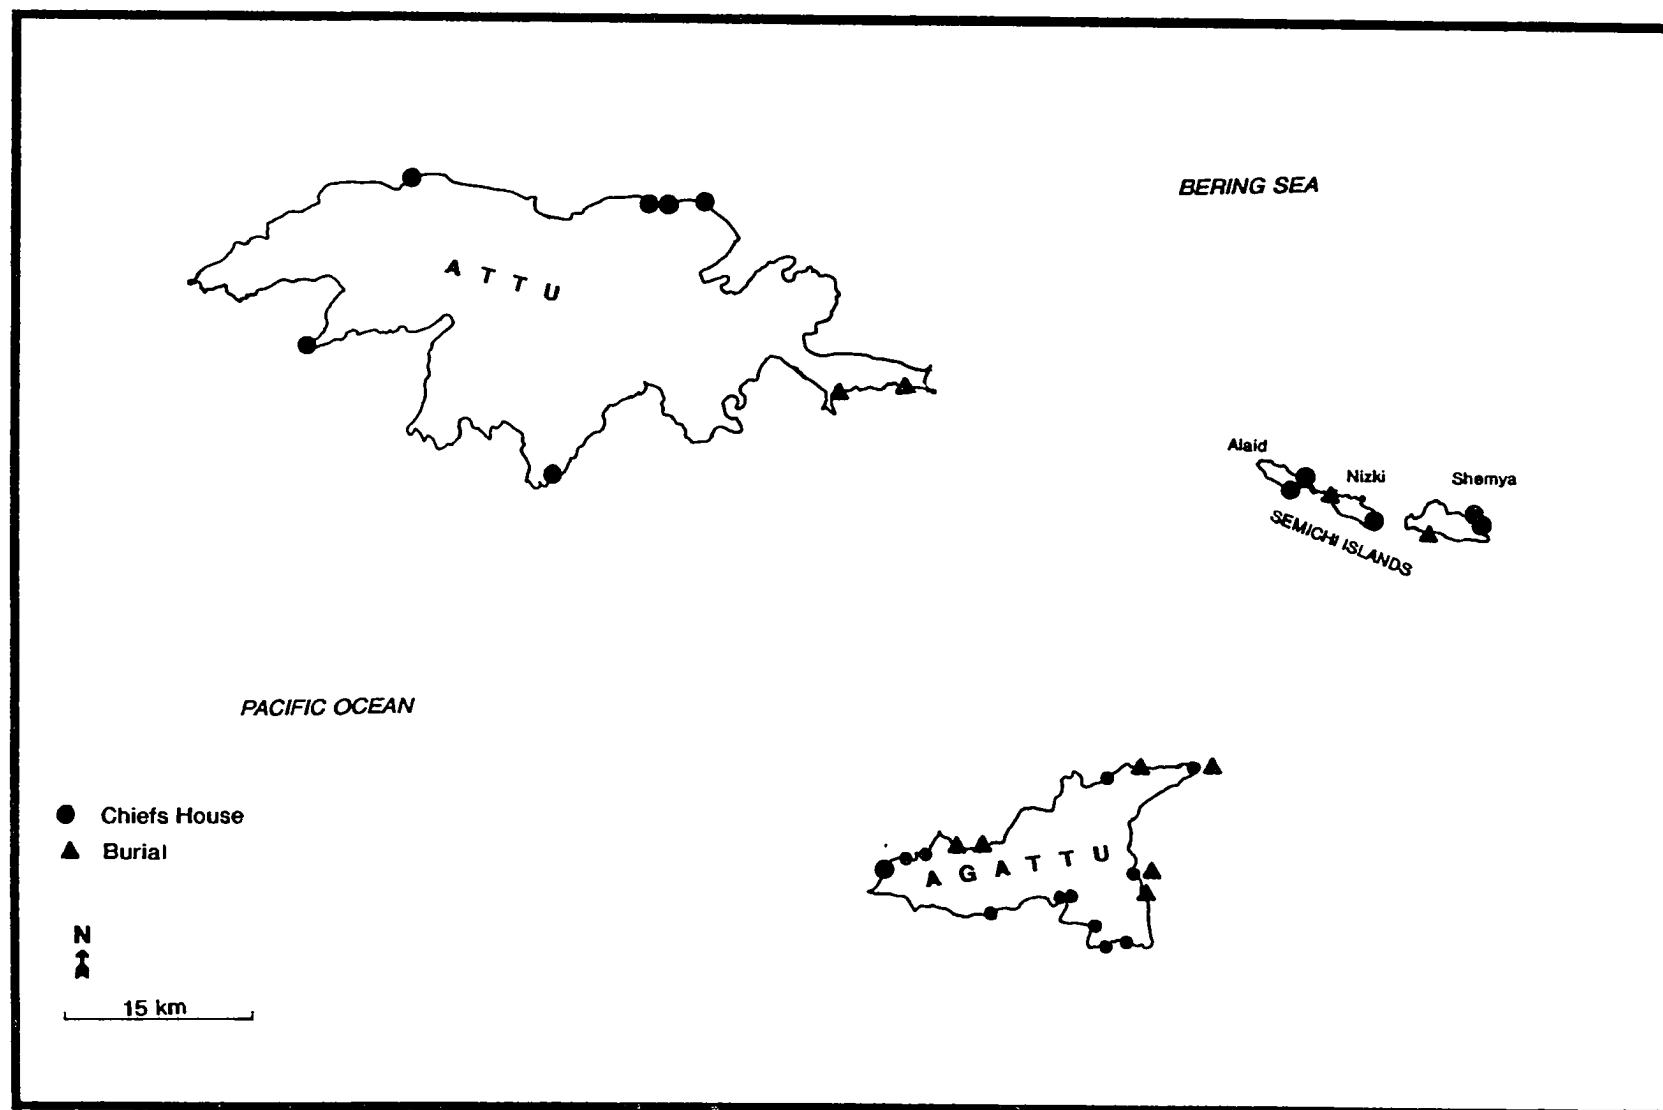 BERING SEA
ATTU
Alaid
Nizki
Shemya
SEMICHI ISLANDS
PACIFIC OCEAN
AGATTU
Chiefs House
Burial
N
15 km